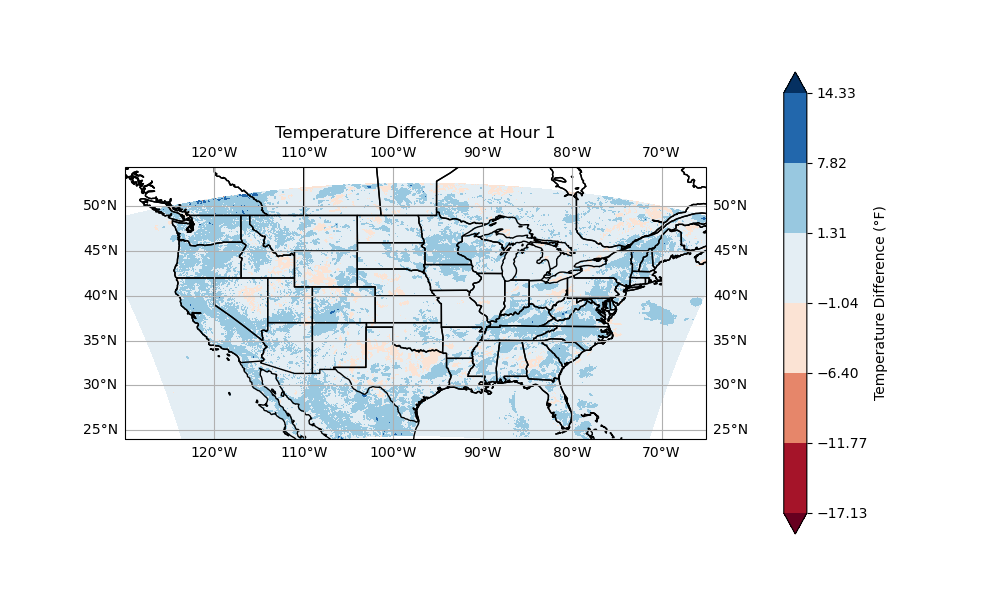 Temperature Difference at Hour 1
120°W 110°W 100°W 90°W 80°W 70°W
50°N 50°N
45°N 45°N
40°N 40°N
35°N 35°N
30°N 30°N
25°N 25°N
120°W 110°W 100°W 90°W 80°W 70°W
14.33
7.82
1.31
−1.04
−6.40
−11.77
−17.13
Temperature Difference (°F)